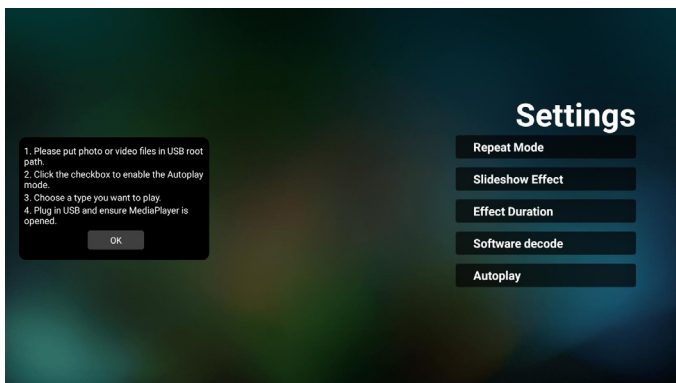 Settings
1. Please put photo or video files in USB root
path.
2. Click the checkbox to enable the Autoplay
mode.
3. Choose a type you want to play.
4. Plug in USB and ensure MediaPlayer is
opened.
OK
Repeat Mode
Slideshow Effect
Effect Duration
Software decode
Autoplay